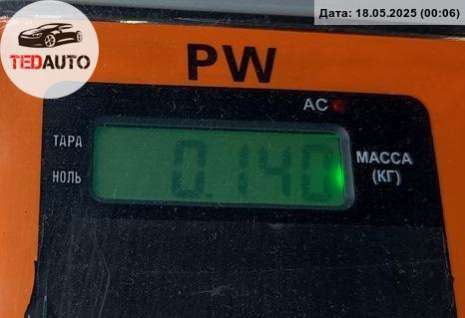 Дата: 18.05.2025 (00:06)
TEDAUTO
PW
AC
ТАРА
НОЛЬ
0.140
МАССА
(КГ)